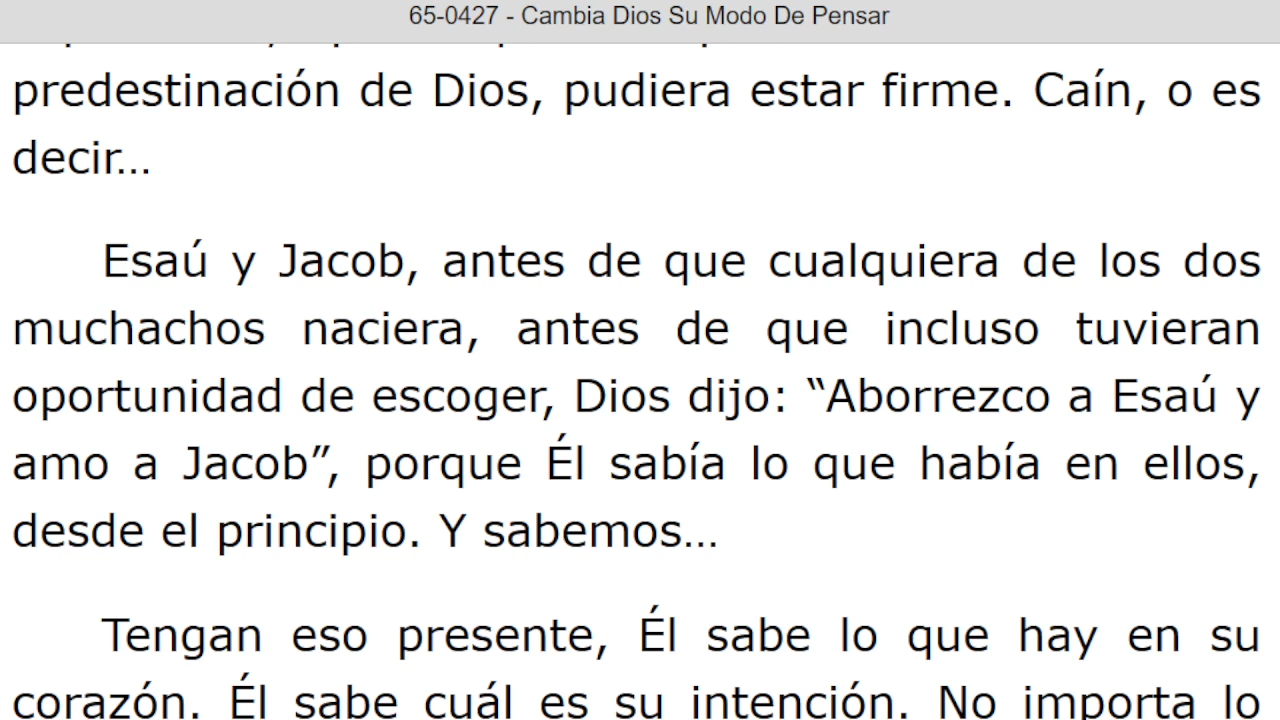 65-0427 - Cambia Dios Su Modo De Pensar
predestinación de Dios, pudiera estar firme. Caín, o es
decir…
Esaú y Jacob, antes de que cualquiera de los dos
muchachos naciera, antes de que incluso tuvieran
oportunidad de escoger, Dios dijo: “Aborrezco a Esaú y
amo a Jacob”, porque Él sabía lo que había en ellos,
desde el principio. Y sabemos…
Tengan eso presente, Él sabe lo que hay en su
corazón. Él sabe cuál es su intención. No importa lo